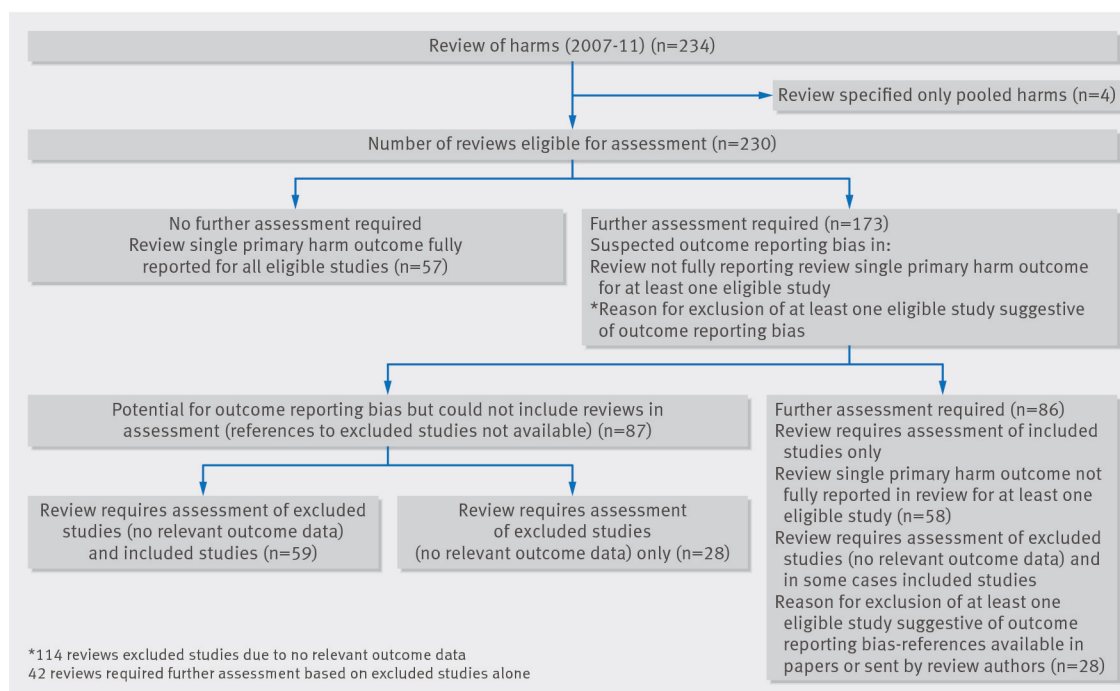 Review of harms (2007-11) (n=234)
Review specified only pooled harms (n=4)
Number of reviews eligible for assessment (n=230)
No further assessment required
Review single primary harm outcome fully
reported for all eligible studies (n=57)
Further assessment required (n=173)
Suspected outcome reporting bias in:
Review not fully reporting review single primary harm outcome
for at least one eligible study
*Reason for exclusion of at least one eligible study suggestive
of outcome reporting bias
Potential for outcome reporting bias but could not include reviews in
assessment (references to excluded studies not available) (n=87)
Further assessment required (n=86)
Review requires assessment of included
studies only
Review single primary harm outcome not
fully reported in review for at least one
eligible study (n=58)
Review requires assessment of excluded
studies (no relevant outcome data) and
in some cases included studies
Reason for exclusion of at least one
eligible study suggestive of outcome
reporting bias-references available in
papers or sent by review authors (n=28)
Review requires assessment of excluded
studies (no relevant outcome data)
and included studies (n=59)
Review requires assessment
of excluded studies
(no relevant outcome data) only (n=28)
*114 reviews excluded studies due to no relevant outcome data
42 reviews required further assessment based on excluded studies alone